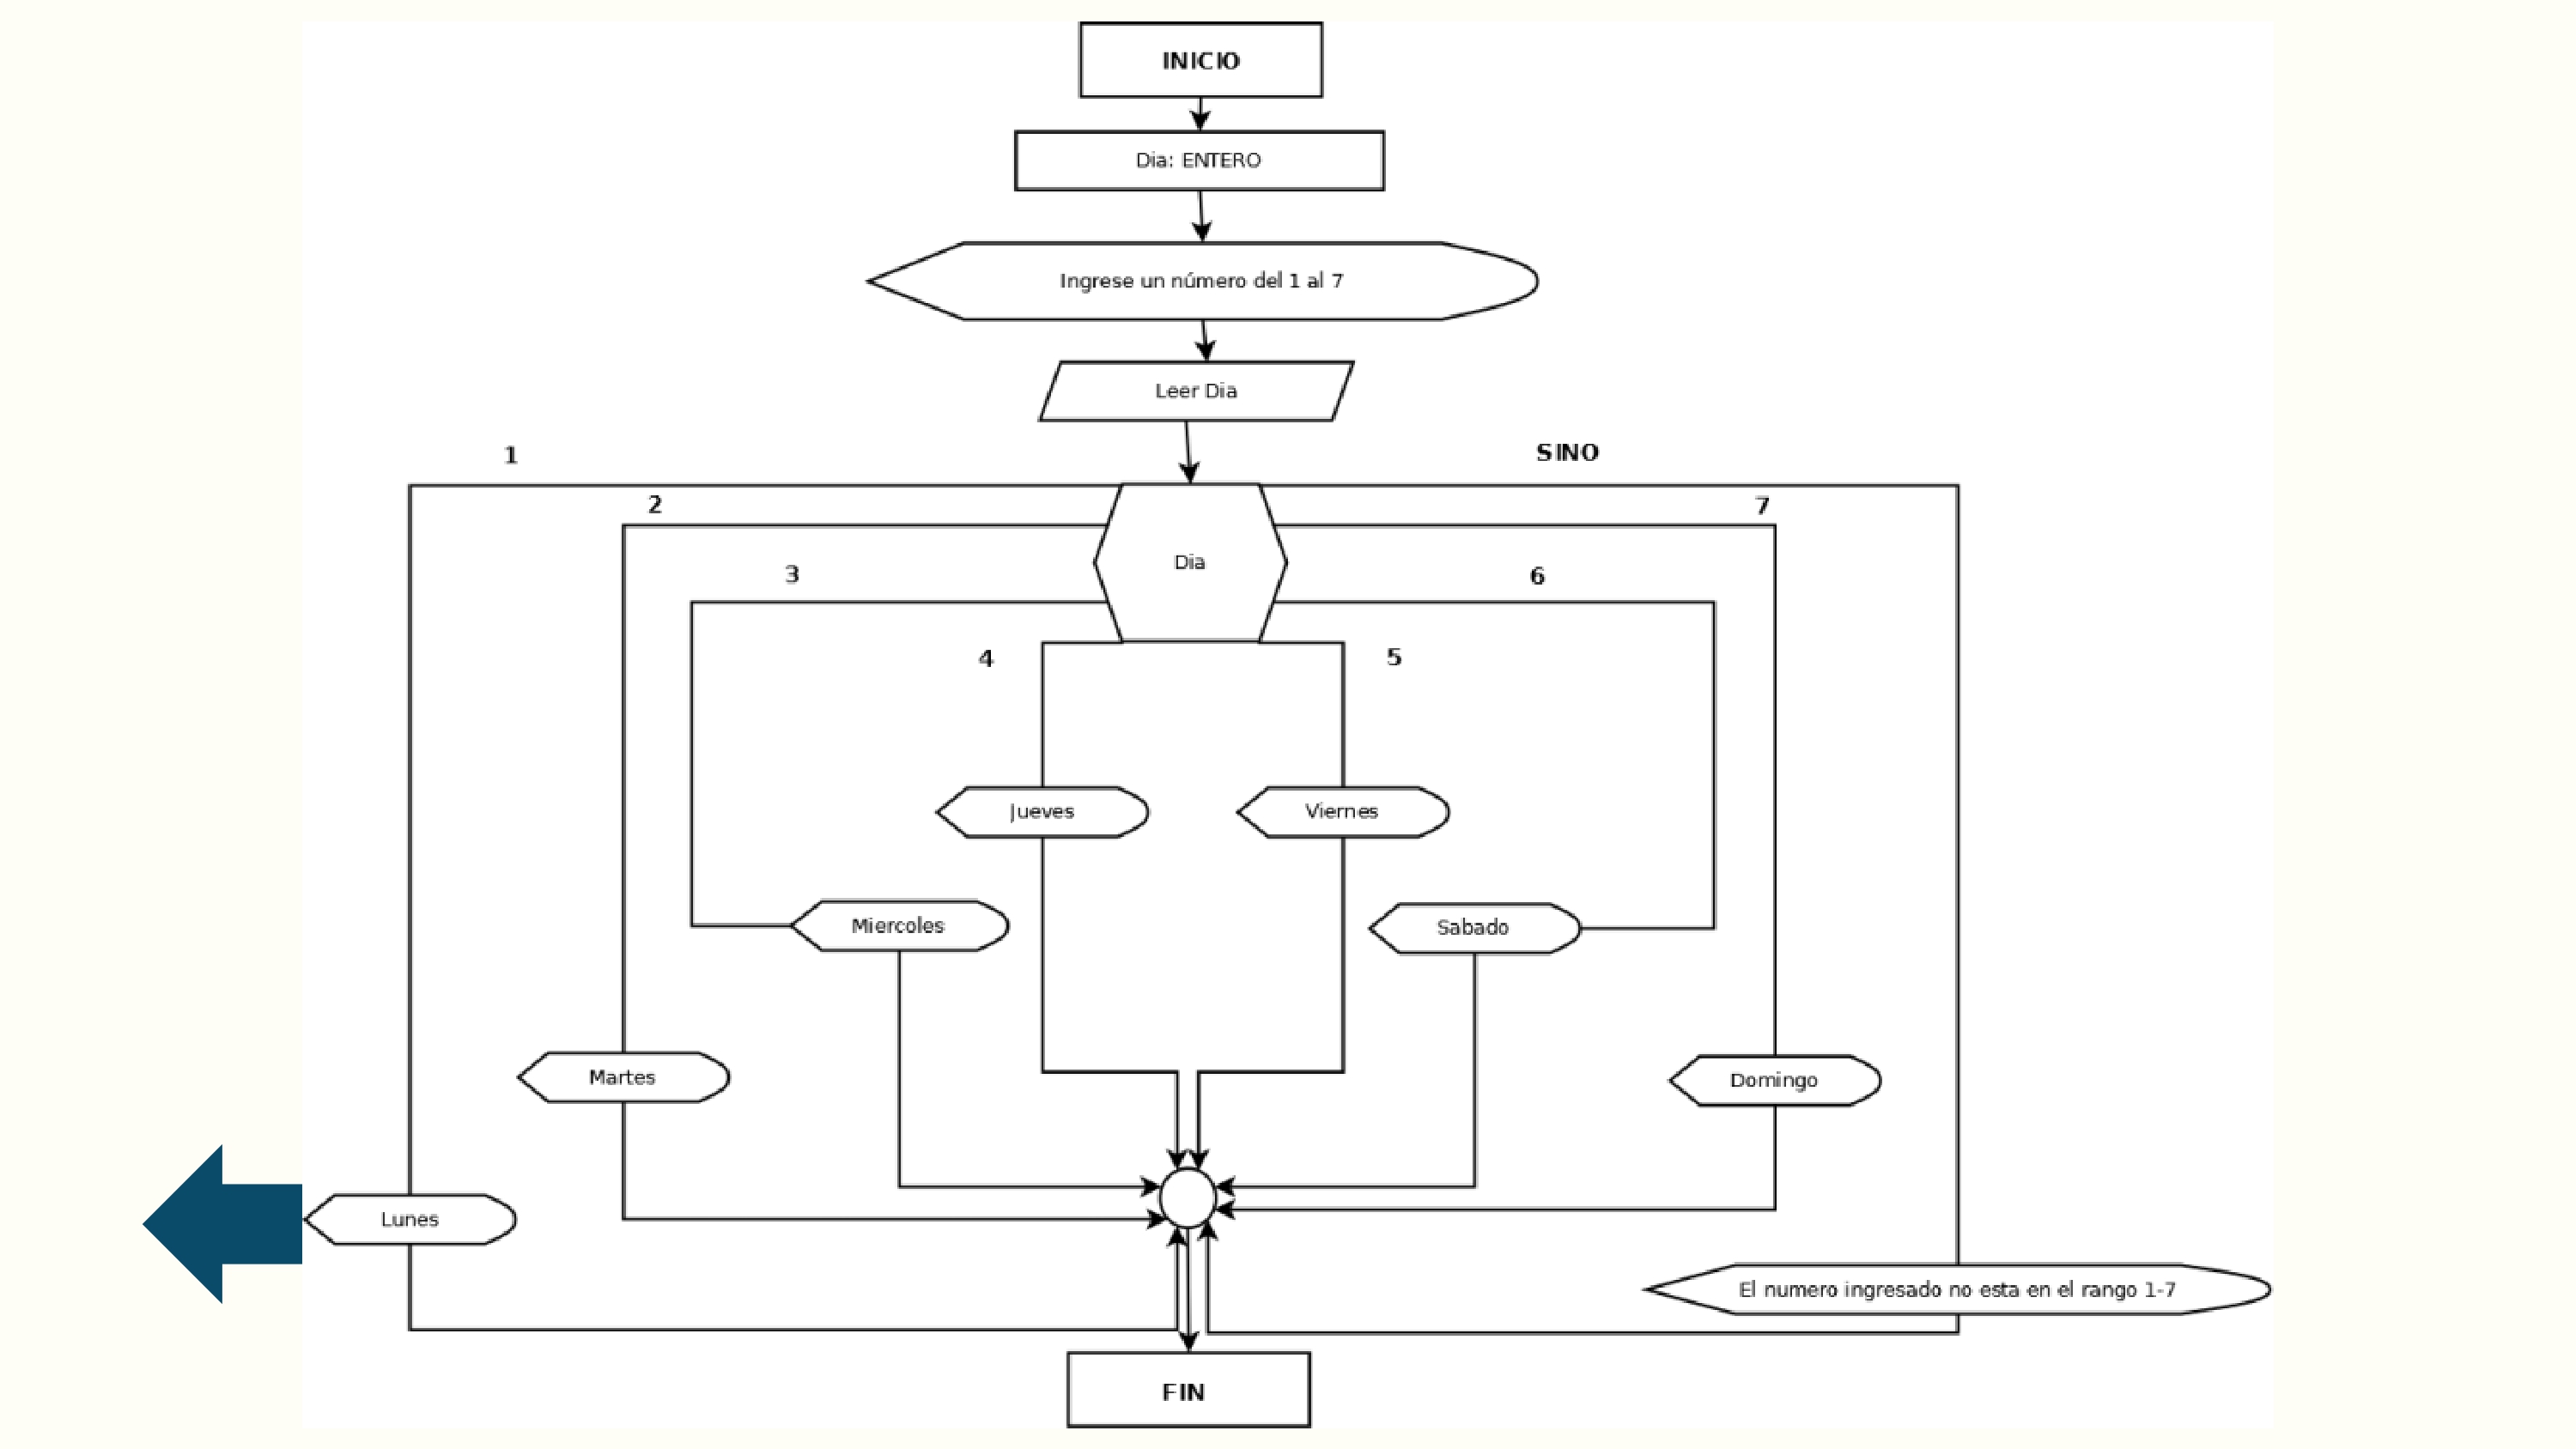 INICIO
Dia: ENTERO
Ingrese un número del 1 al 7
Leer Dia
1
SINO
2
7
Dia
3
6
4
5
Jueves
Viernes
Miercoles
Sabado
Martes
Domingo
Lunes
El numero ingresado no esta en el rango 1-7
FIN